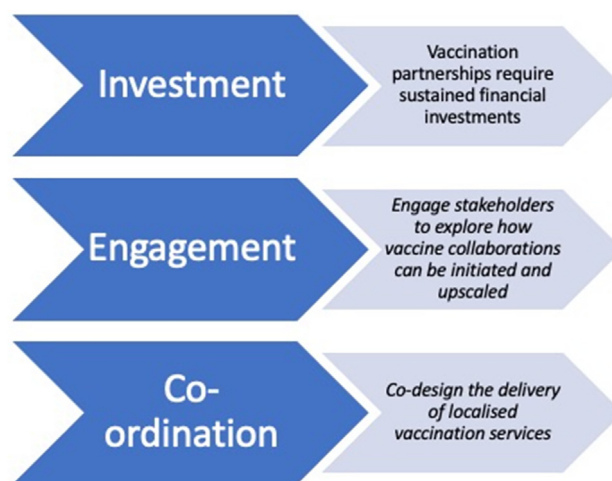 Investment
Vaccination
partnerships require
sustained financial
investments
Engagement
Engage stakeholders
to explore how
vaccine collaborations
can be initiated and
upscaled
Co-
ordination
Co-design the delivery
of localised
vaccination services